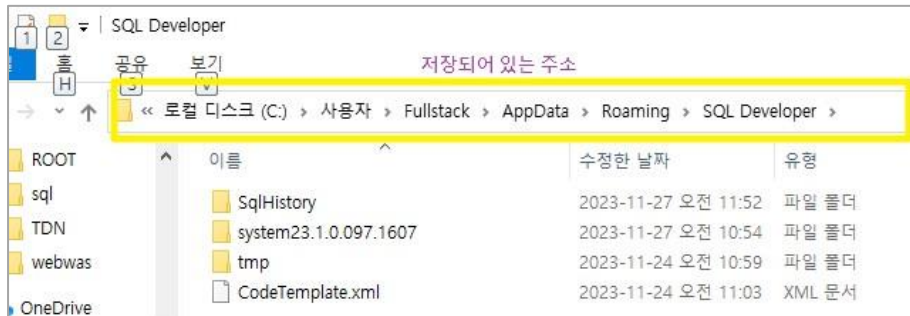 1 2 SQL Developer
홈 공유 보기 저장되어 있는 주소
H S V
« 로컬 디스크 (C:) › 사용자 › Fullstack › AppData › Roaming › SQL Developer ›
ROOT 이름 수정한 날짜 유형
sql SqlHistory 2023-11-27 오전 11:52 파일 폴더
TDN system23.1.0.097.1607 2023-11-27 오전 10:54 파일 폴더
webwas tmp 2023-11-24 오전 10:59 파일 폴더
CodeTemplate.xml 2023-11-24 오전 11:03 XML 문서
OneDrive